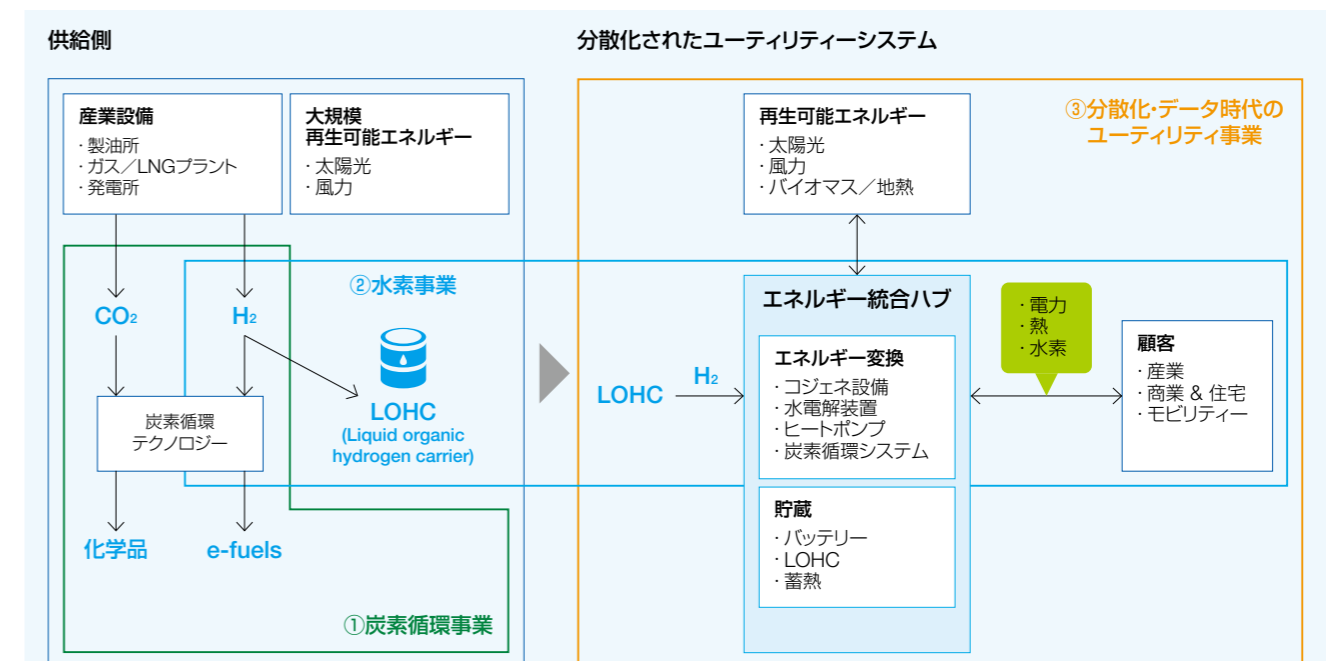 供給側
産業設備
・製油所
・ガス／LNGプラント
・発電所
大規模
再生可能エネルギー
・太陽光
・風力
CO₂
H₂
②水素事業
LOHC
(Liquid organic
hydrogen carrier)
炭素循環
テクノロジー
化学品
e-fuels
①炭素循環事業
分散化されたユーティリティーシステム
③分散化・データ時代の
ユーティリティ事業
再生可能エネルギー
・太陽光
・風力
・バイオマス／地熱
LOHC
H₂
エネルギー統合ハブ
エネルギー変換
・コジェネ設備
・水電解装置
・ヒートポンプ
・炭素循環システム
貯蔵
・バッテリー
・LOHC
・蓄熱
・電力
・熱
・水素
顧客
・産業
・商業 & 住宅
・モビリティー